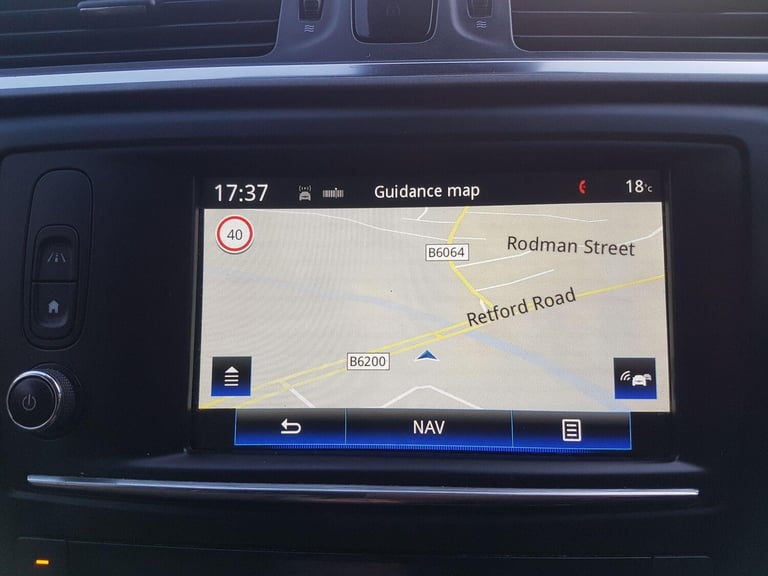 17:37 Guidance map 18°c
40
B6064 Rodman Street
Retford Road
B6200
NAV